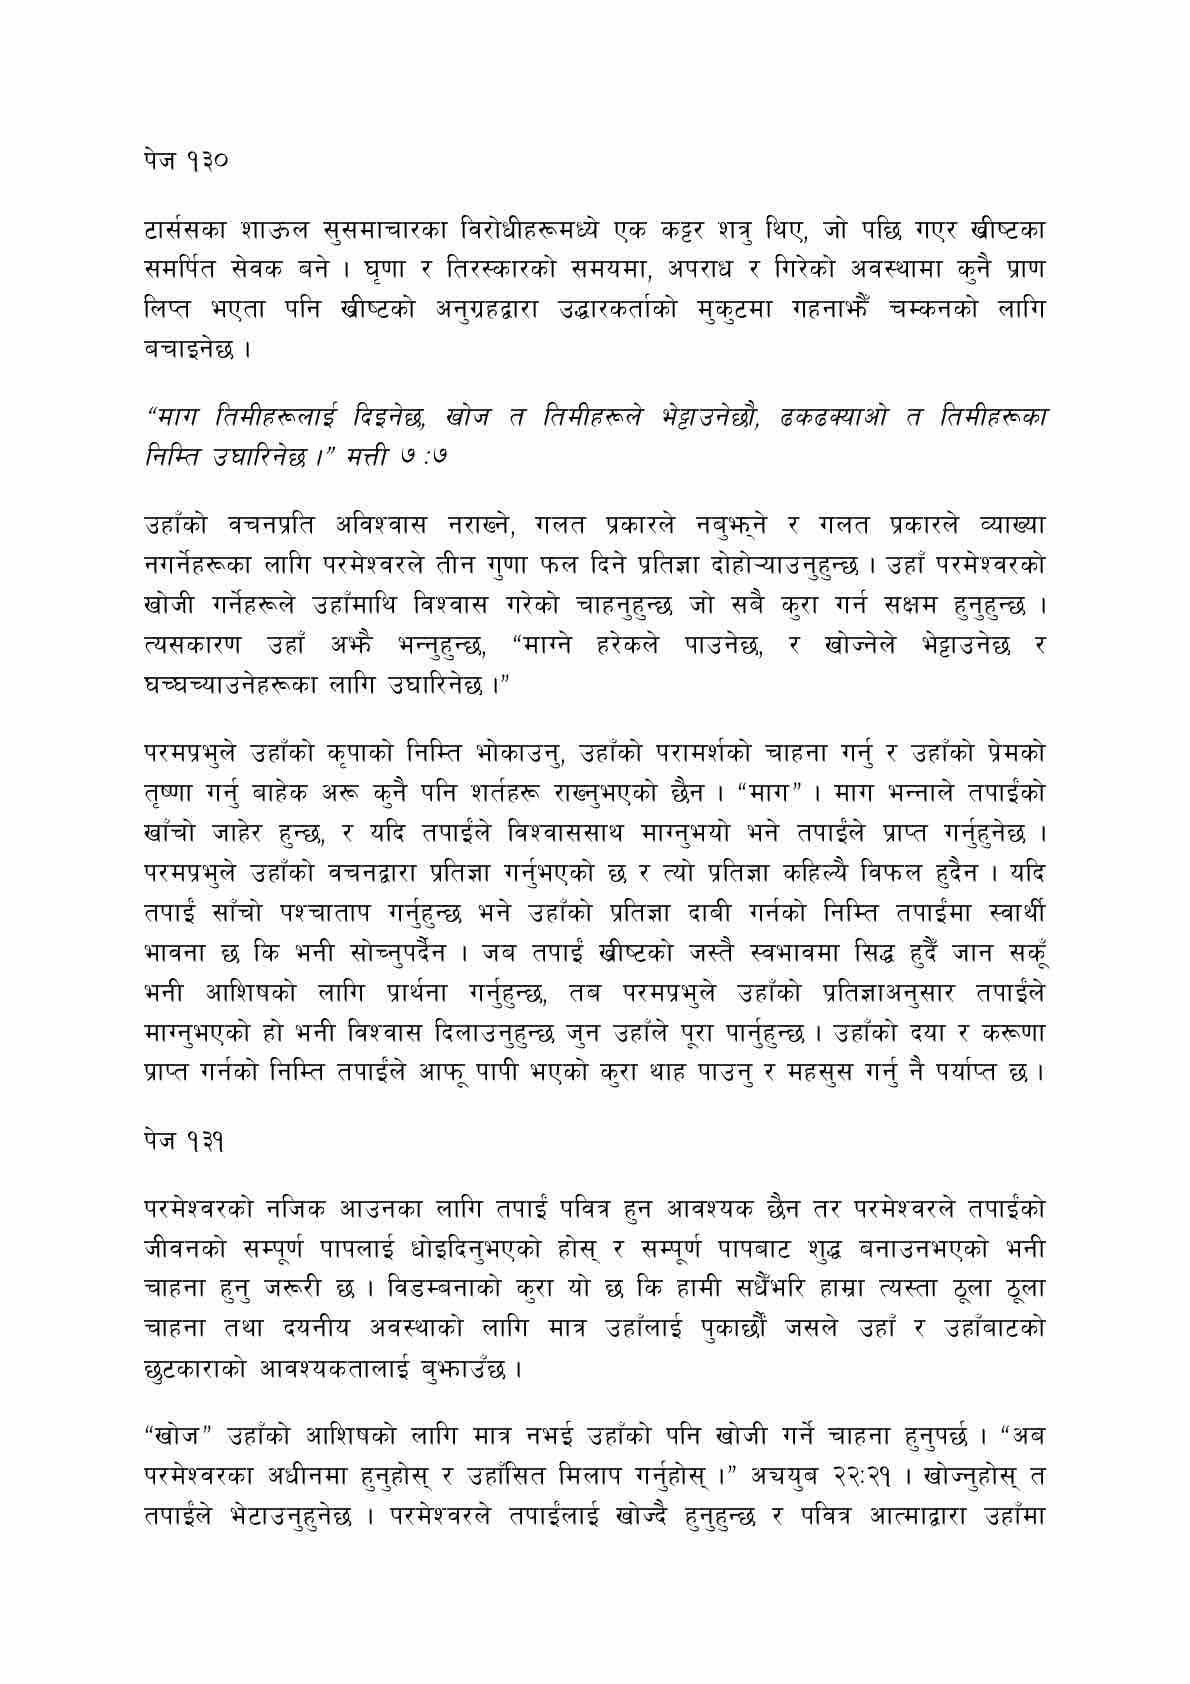 पेज १३०
टार्ससका शाऊल सुसमाचारका विरोधीहरूमध्ये एक कट्टर शत्रु थिए, जो पछि गएर ख्रीष्टका
समर्पित सेवक बने । घृणा र तिरस्कारको समयमा, अपराध र गिरेको अवस्थामा कुनै प्राण
लिप्त भएता पनि ख्रीष्टको अनुग्रहद्वारा उद्धारकर्ताको मुकुटमा गहनाझैँ चम्कनको लागि
बचाइनेछ ।
“माग तिमीहरूलाई दिइनेछ, खोज त तिमीहरूले भेट्टाउनेछौ, ढकढक्याओ त तिमीहरूका
निम्ति उघारिनेछ ।” मत्ती ७ :७
उहाँको वचनप्रति अविश्वास नराख्ने, गलत प्रकारले नबुझ्ने र गलत प्रकारले व्याख्या
नगर्नेहरूका लागि परमेश्वरले तीन गुणा फल दिने प्रतिज्ञा दोहोर्‍याउनुहुन्छ । उहाँ परमेश्वरको
खोजी गर्नेहरूले उहाँमाथि विश्वास गरेको चाहनुहुन्छ जो सबै कुरा गर्न सक्षम हुनुहुन्छ ।
त्यसकारण उहाँ अझै भन्नुहुन्छ, “माग्ने हरेकले पाउनेछ, र खोज्नेले भेट्टाउनेछ र
घच्घच्याउनेहरूका लागि उघारिनेछ ।”
परमप्रभुले उहाँको कृपाको निम्ति भोकाउनु, उहाँको परामर्शको चाहना गर्नु र उहाँको प्रेमको
तृष्णा गर्नु बाहेक अरू कुनै पनि शर्तहरू राख्नुभएको छैन । “माग” । माग भन्नाले तपाईंको
खाँचो जाहेर हुन्छ, र यदि तपाईंले विश्वाससाथ माग्नुभयो भने तपाईंले प्राप्त गर्नुहुनेछ ।
परमप्रभुले उहाँको वचनद्वारा प्रतिज्ञा गर्नुभएको छ र त्यो प्रतिज्ञा कहिल्यै विफल हुदैन । यदि
तपाईं साँचो पश्चाताप गर्नुहुन्छ भने उहाँको प्रतिज्ञा दाबी गर्नको निम्ति तपाईंमा स्वार्थी
भावना छ कि भनी सोच्नुपर्दैन । जब तपाईं ख्रीष्टको जस्तै स्वभावमा सिद्ध हुदैँ जान सकूँ
भनी आशिषको लागि प्रार्थना गर्नुहुन्छ, तब परमप्रभुले उहाँको प्रतिज्ञाअनुसार तपाईंले
माग्नुभएको हो भनी विश्वास दिलाउनुहुन्छ जुन उहाँले पूरा पार्नुहुन्छ । उहाँको दया र करूणा
प्राप्त गर्नको निम्ति तपाईंले आफू पापी भएको कुरा थाह पाउनु र महसुस गर्नु नै पर्याप्त छ ।
पेज १३१
परमेश्वरको नजिक आउनका लागि तपाईं पवित्र हुन आवश्यक छैन तर परमेश्वरले तपाईंको
जीवनको सम्पूर्ण पापलाई धोइदिनुभएको होस् र सम्पूर्ण पापबाट शुद्ध बनाउनभएको भनी
चाहना हुनु जरूरी छ । विडम्बनाको कुरा यो छ कि हामी सधैँभरि हाम्रा त्यस्ता ठूला ठूला
चाहना तथा दयनीय अवस्थाको लागि मात्र उहाँलाई पुकार्छौं जसले उहाँ र उहाँबाटको
छुटकाराको आवश्यकतालाई बुझाउँछ ।
“खोज” उहाँको आशिषको लागि मात्र नभई उहाँको पनि खोजी गर्ने चाहना हुनुपर्छ । “अब
परमेश्वरका अधीनमा हुनुहोस् र उहाँसित मिलाप गर्नुहोस् ।” अय्युब २२:२१ । खोज्नुहोस् त
तपाईंले भेटाउनुहुनेछ । परमेश्वरले तपाईंलाई खोज्दै हुनुहुन्छ र पवित्र आत्माद्वारा उहाँमा